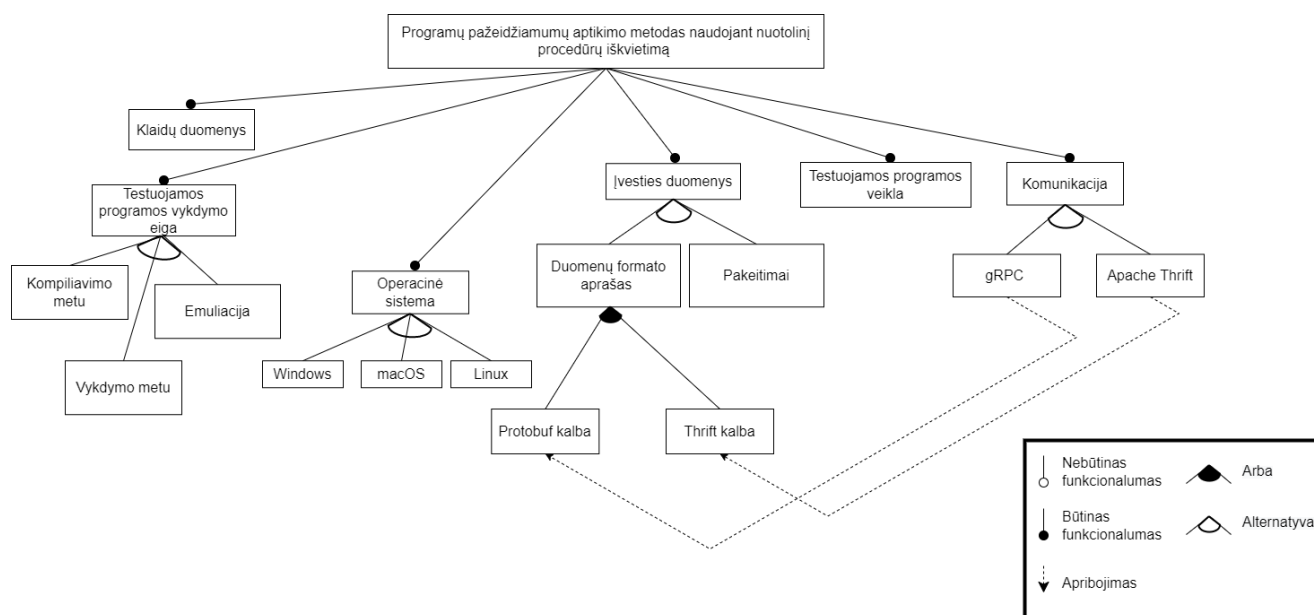 Programų pažeidžiamumų aptikimo metodas naudojant nuotolinį
procedūrų iškvietimą
Klaidų duomenys
Testuojamos
programos vykdymo
eiga
Kompiliavimo
metu
Emuliacija
Vykdymo metu
Operacinė
sistema
Windows
macOS
Linux
Įvesties duomenys
Duomenų formato
aprašas
Pakeitimai
Protobuf kalba
Thrift kalba
Testuojamos programos
veikla
Komunikacija
gRPC
Apache Thrift
Nebūtinas
funkcionalumas
Arba
Būtinas
funkcionalumas
Alternatyva
Apribojimas